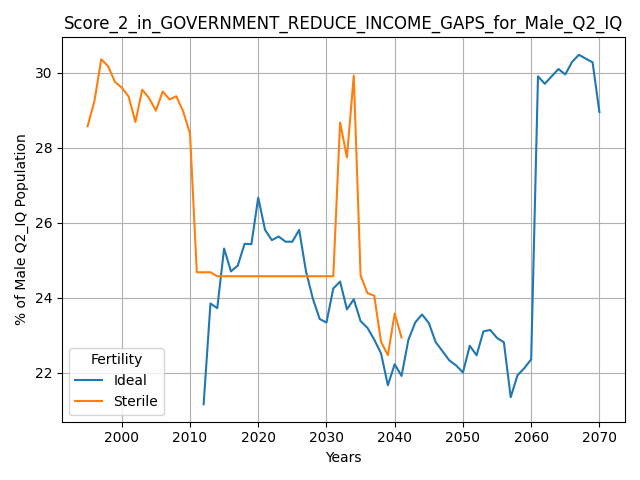 Score_2_in_GOVERNMENT_REDUCE_INCOME_GAPS_for_Male_Q2_IQ
% of Male Q2_IQ Population
30
28
26
24
22
Fertility
Ideal
Sterile
2000 2010 2020 2030 2040 2050 2060 2070
Years